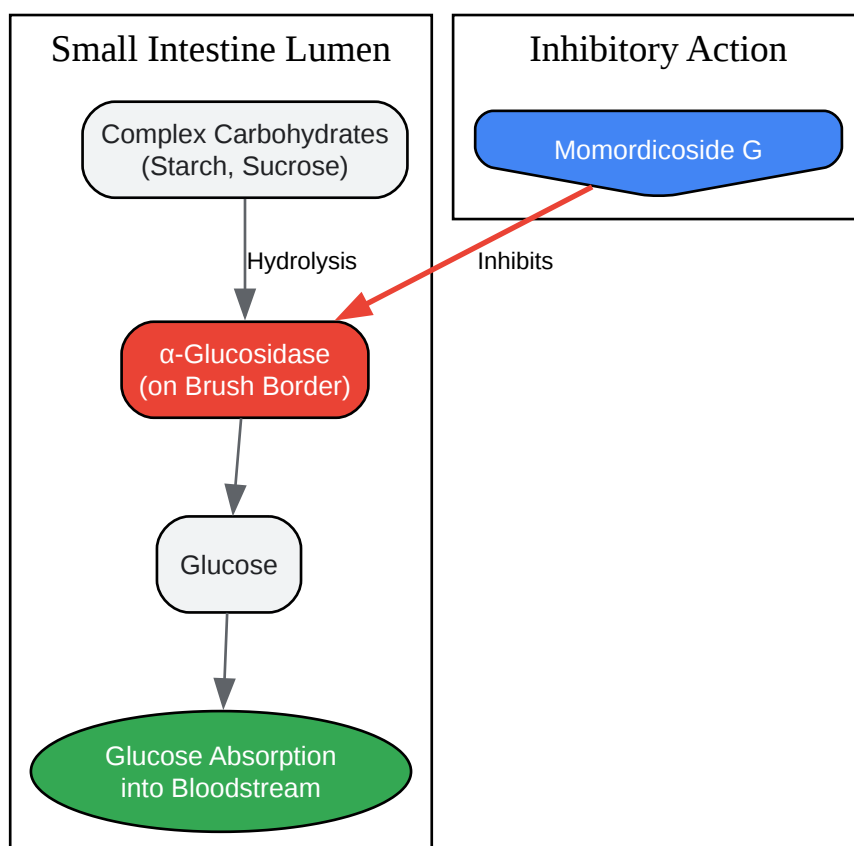 Small Intestine Lumen
Inhibitory Action
Complex Carbohydrates
(Starch, Sucrose)
Momordicoside G
Hydrolysis
Inhibits
α-Glucosidase
(on Brush Border)
Glucose
Glucose Absorption
into Bloodstream